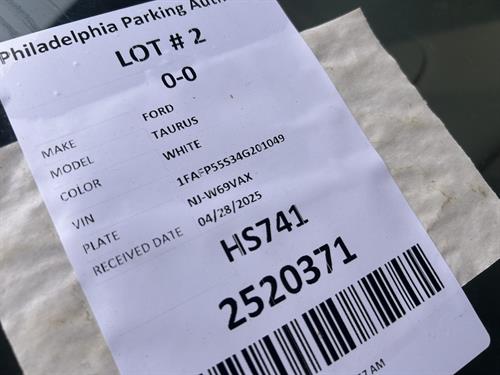 Philadelphia Parking Auth
LOT # 2
0-0
MAKE FORD
MODEL TAURUS
COLOR WHITE
VIN 1FAFP55S34G201049
PLATE NJ-W69VAX
RECEIVED DATE 04/28/2025
HS741
2520371
AM